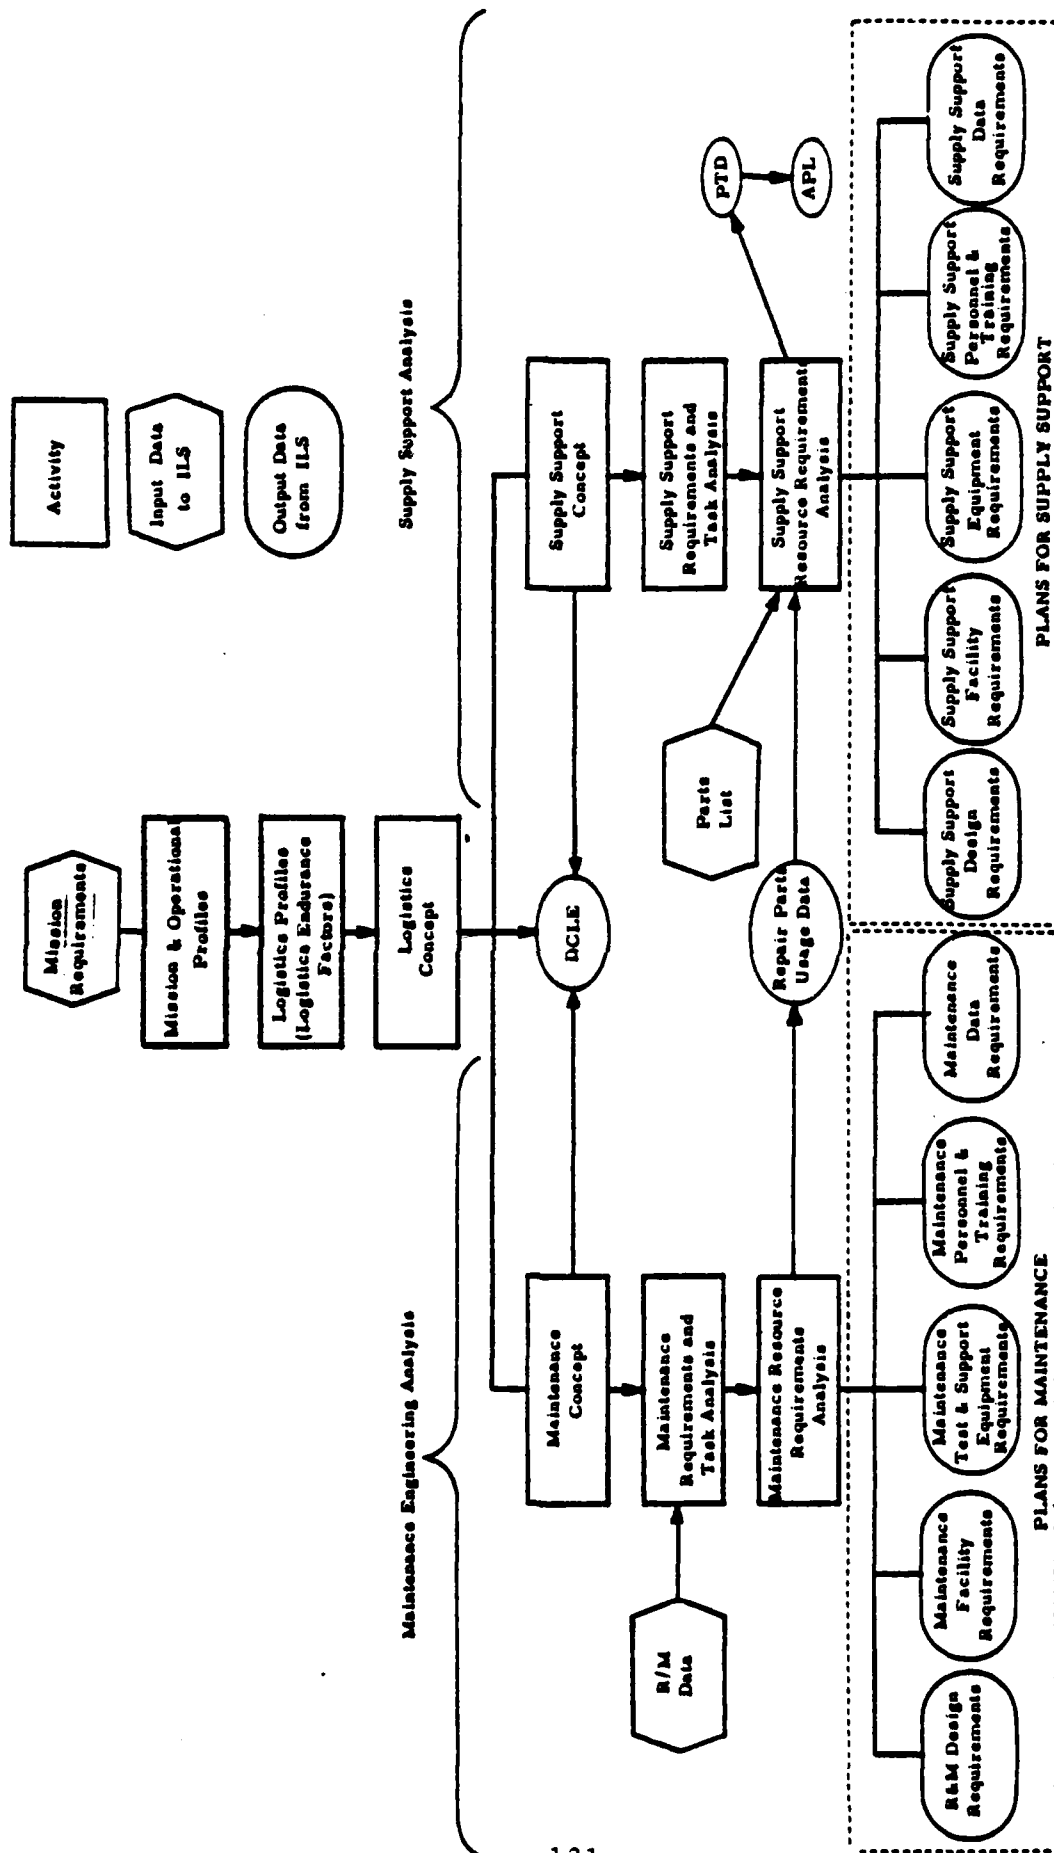 Activity
Input Data
to ILS
Output Data
from ILS
Mission
Requirements
Mission & Operational
Profiles
Logistics Profiles
(Logistics Endurance
Factors)
Logistics
Concept
Maintenance Engineering Analysis
Supply Support Analysis
Maintenance
Concept
DCLE
Supply Support
Concept
R/M
Data
Maintenance
Requirements and
Task Analysis
Supply Support
Requirements and
Task Analysis
Parts
List
Maintenance Resource
Requirements
Analysis
Repair Parts
Usage Data
Supply Support
Resource Requirements
Analysis
PTD
APL
R&M Design
Requirements
Maintenance
Facility
Requirements
Maintenance
Test & Support
Equipment
Requirements
Maintenance
Personnel &
Training
Requirements
Maintenance
Data
Requirements
Supply Support
Design
Requirements
Supply Support
Facility
Requirements
Supply Support
Equipment
Requirements
Supply Support
Personnel &
Training
Requirements
Supply Support
Data
Requirements
PLANS FOR MAINTENANCE
PLANS FOR SUPPLY SUPPORT